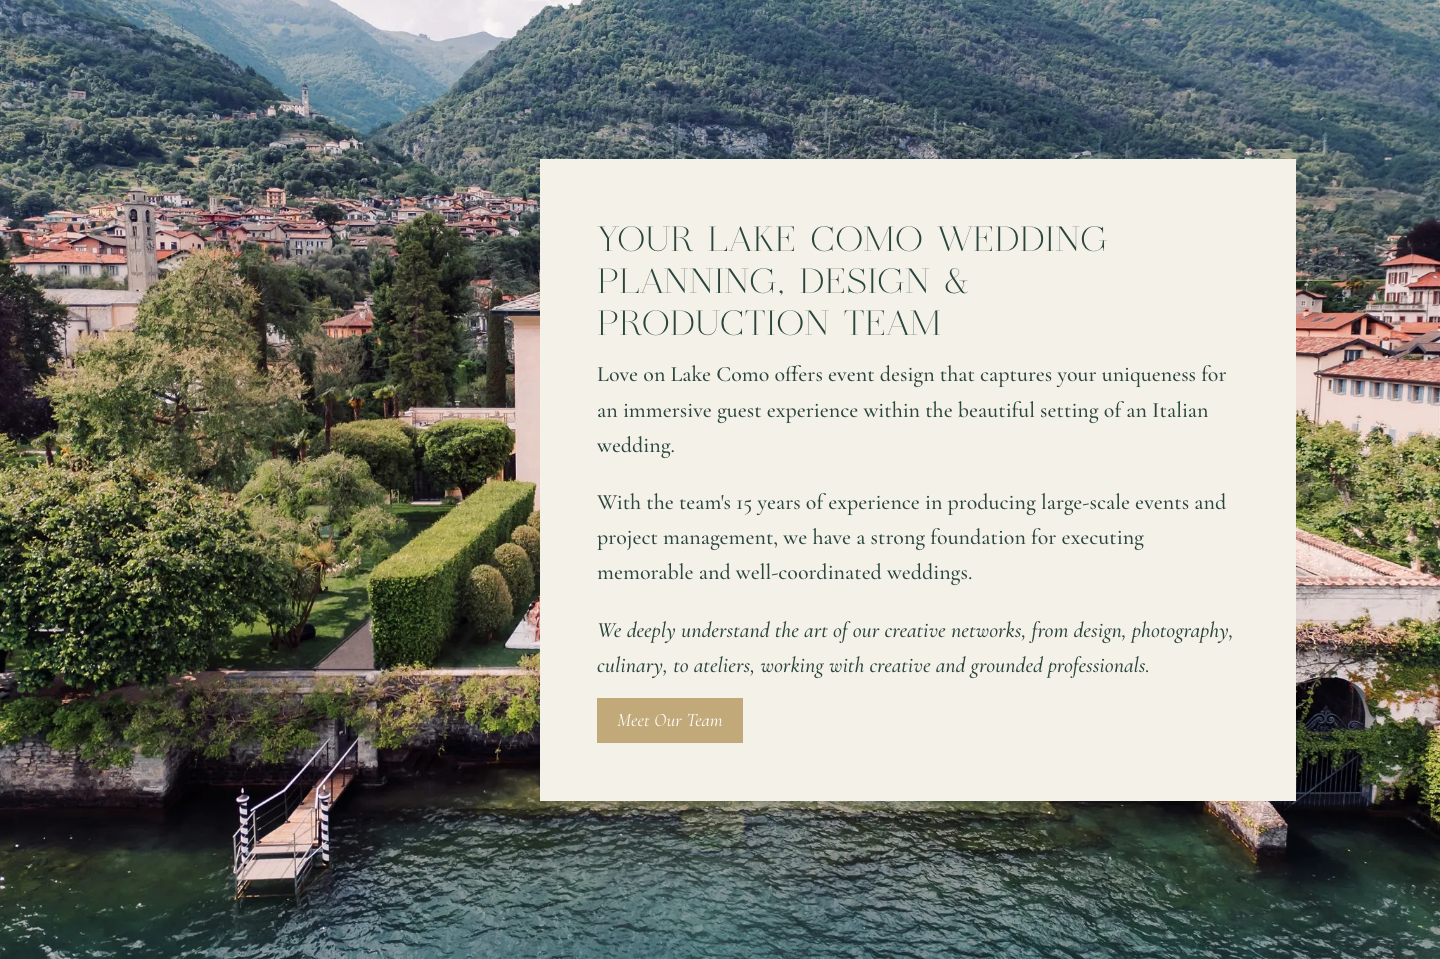 YOUR LAKE COMO WEDDING
PLANNING, DESIGN &
PRODUCTION TEAM
Love on Lake Como offers event design that captures your uniqueness for
an immersive guest experience within the beautiful setting of an Italian
wedding.
With the team's 15 years of experience in producing large-scale events and
project management, we have a strong foundation for executing
memorable and well-coordinated weddings.
We deeply understand the art of our creative networks, from design, photography,
culinary, to ateliers, working with creative and grounded professionals.
Meet Our Team